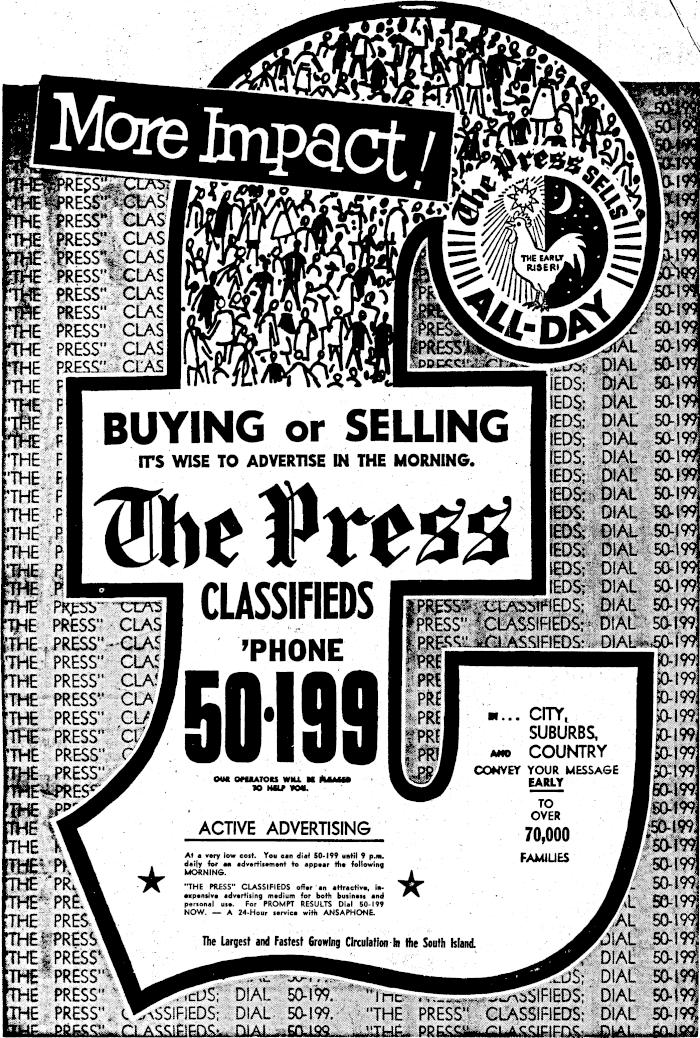 More Impact!
The Press SELLS
THE EARLY
RISER!
ALL-DAY
BUYING or SELLING
IT'S WISE TO ADVERTISE IN THE MORNING.
The Press
CLASSIFIEDS
'PHONE
50-199
OUR OPERATORS WILL BE PLEASED
TO HELP YOU.
ACTIVE ADVERTISING
At a very low cost. You can dial 50-199 until 9 p.m.
daily for an advertisement to appear the following
MORNING.
"THE PRESS" CLASSIFIEDS offer an attractive, in-
expensive advertising medium for both business and
personal use. For PROMPT RESULTS Dial 50-199
NOW. — A 24-Hour service with ANSAPHONE.
The Largest and Fastest Growing Circulation in the South Island.
IN... CITY,
SUBURBS,
AND COUNTRY
CONVEY YOUR MESSAGE
EARLY
TO
OVER
70,000
FAMILIES
"THE PRESS" CLASSIFIEDS; DIAL 50-199.